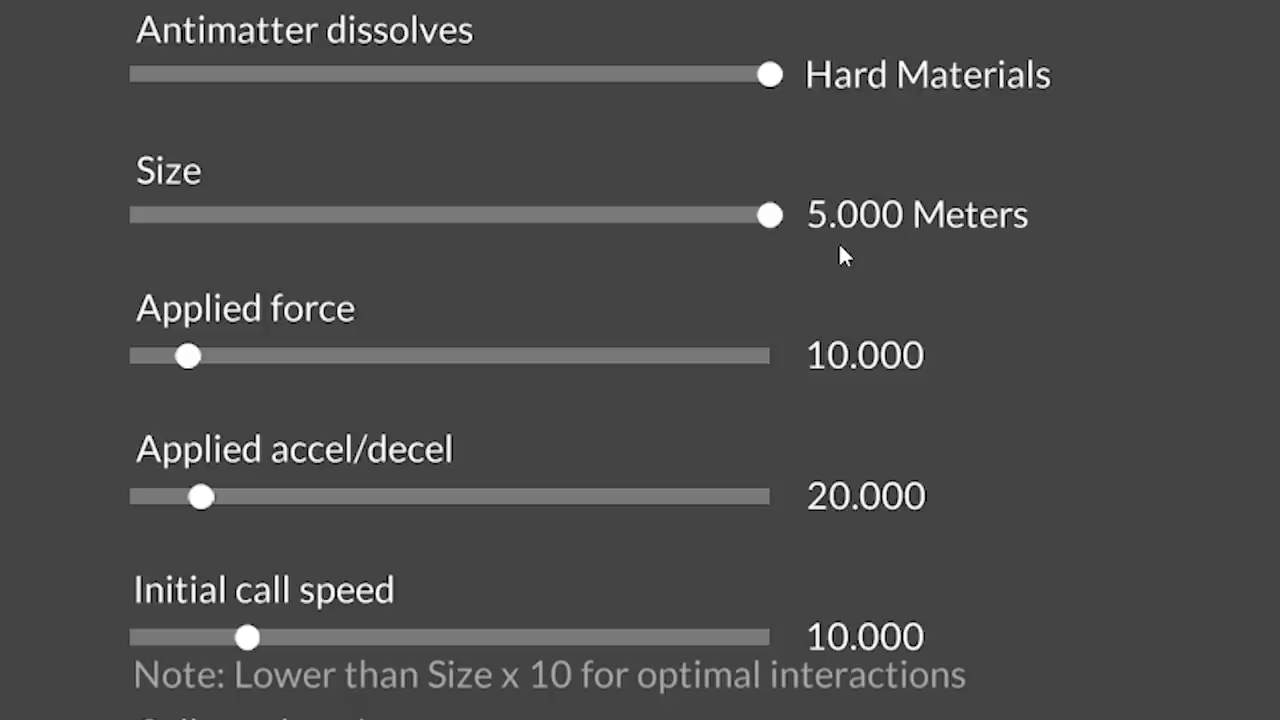 Antimatter dissolves
Hard Materials
Size
5.000 Meters
Applied force
10.000
Applied accel/decel
20.000
Initial call speed
10.000
Note: Lower than Size x 10 for optimal interactions